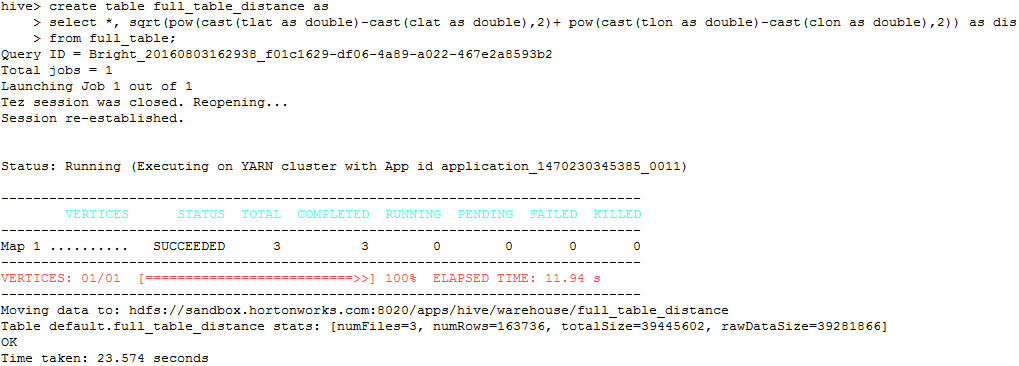 hive> create table full_table_distance as
    > select *, sqrt(pow(cast(tlat as double)-cast(clat as double),2)+ pow(cast(tlon as double)-cast(clon as double),2)) as dis
    > from full_table;
Query ID = Bright_20160803162938_f01c1629-df06-4a89-a022-467e2a8593b2
Total jobs = 1
Launching Job 1 out of 1
Tez session was closed. Reopening...
Session re-established.
Status: Running (Executing on YARN cluster with App id application_1470230345385_0011)
--------------------------------------------------------------------------------
        VERTICES      STATUS  TOTAL  COMPLETED  RUNNING  PENDING  FAILED  KILLED
--------------------------------------------------------------------------------
Map 1 ..........   SUCCEEDED      3          3        0        0       0       0
--------------------------------------------------------------------------------
VERTICES: 01/01  [==========================>>] 100%  ELAPSED TIME: 11.94 s
--------------------------------------------------------------------------------
Moving data to: hdfs://sandbox.hortonworks.com:8020/apps/hive/warehouse/full_table_distance
Table default.full_table_distance stats: [numFiles=3, numRows=163736, totalSize=39445602, rawDataSize=39281866]
OK
Time taken: 23.574 seconds